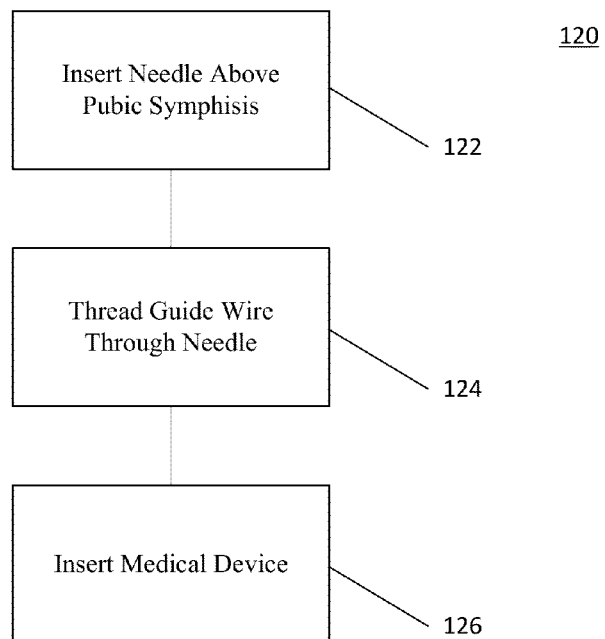 120
Insert Needle Above
Pubic Symphisis
122
Thread Guide Wire
Through Needle
124
Insert Medical Device
126